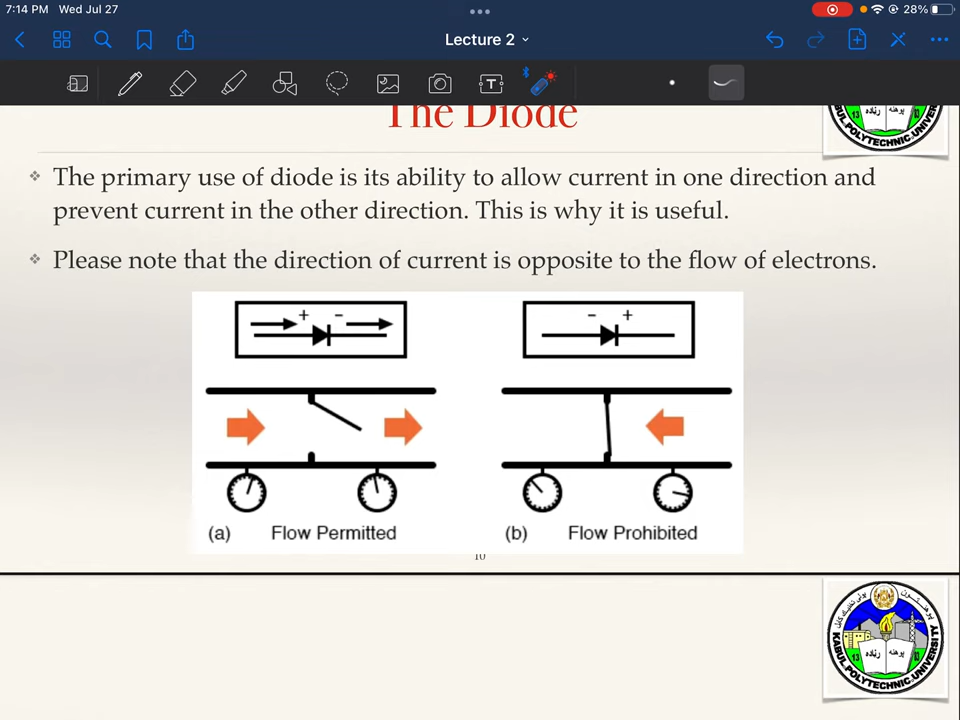 7:14 PM Wed Jul 27
28%
Lecture 2
T
The Diode
The primary use of diode is its ability to allow current in one direction and
prevent current in the other direction. This is why it is useful.
Please note that the direction of current is opposite to the flow of electrons.
+ −
− +
(a) Flow Permitted
(b) Flow Prohibited
10
KABUL POLYTECHNIC UNIVERSITY